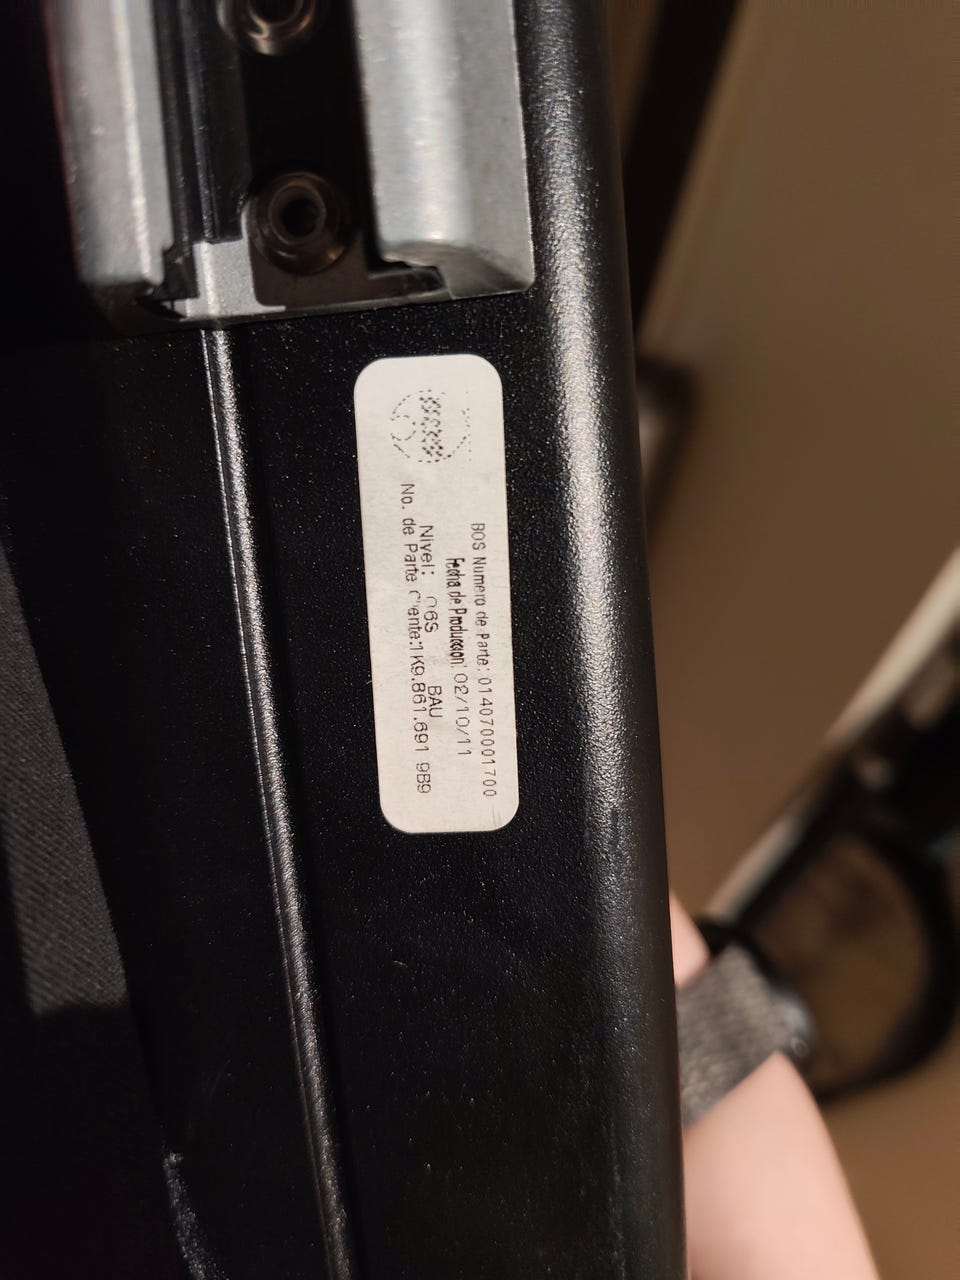 BOS Numero de Parte: 014070001700
Fecha de Produccion: 02/10/11
Nivel: 06S BAU
No. de Parte Cliente:1K9.861.691 9B9